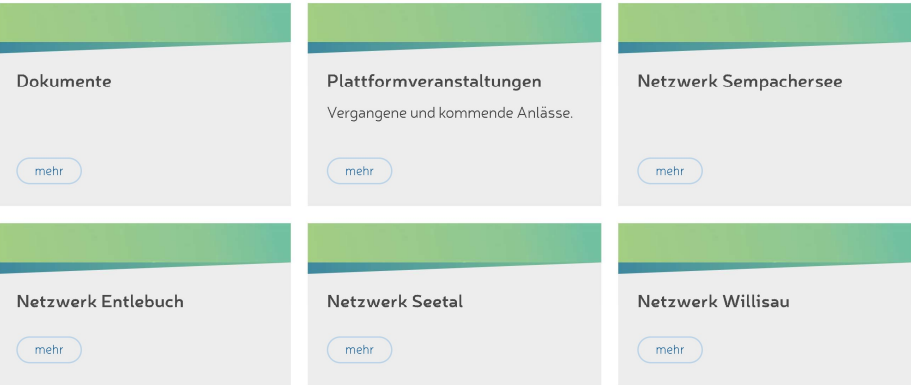 Dokumente
mehr
Plattformveranstaltungen
Vergangene und kommende Anlässe.
mehr
Netzwerk Sempachersee
mehr
Netzwerk Entlebuch
mehr
Netzwerk Seetal
mehr
Netzwerk Willisau
mehr